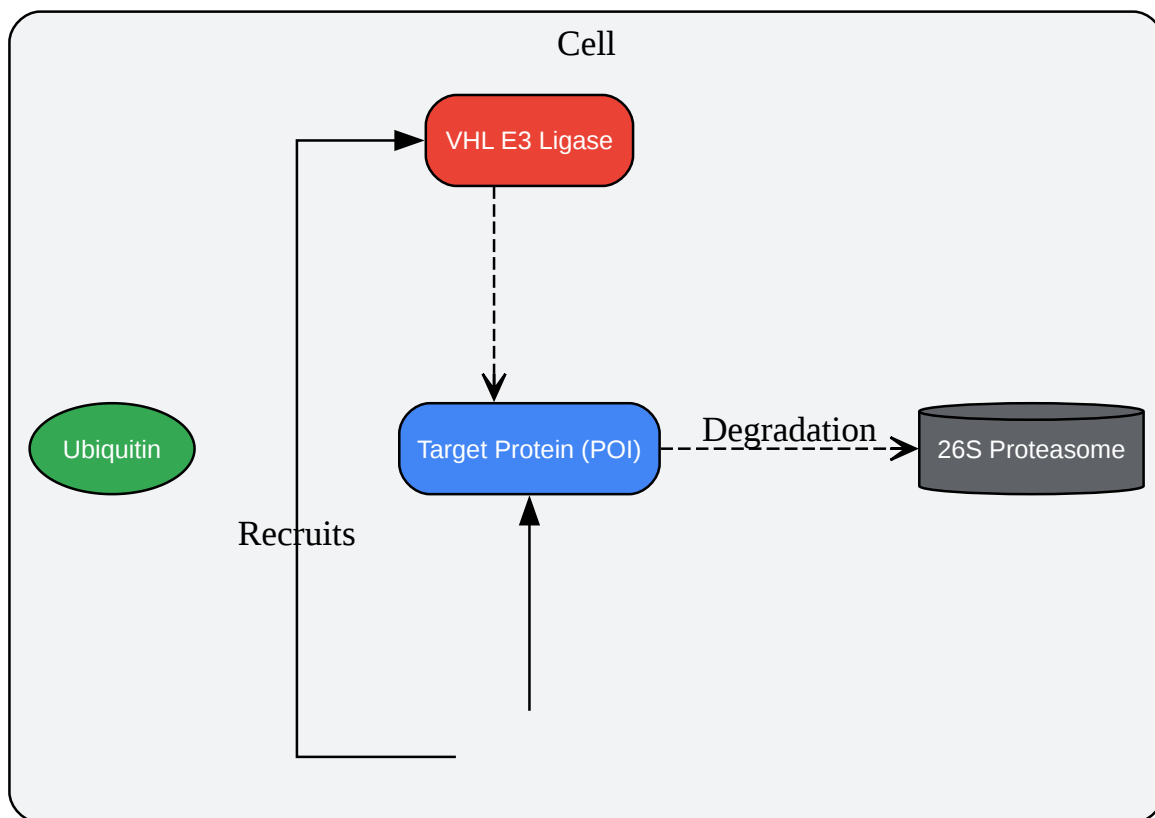 Cell
VHL E3 Ligase
Ubiquitin
Target Protein (POI)
Degradation
26S Proteasome
Recruits